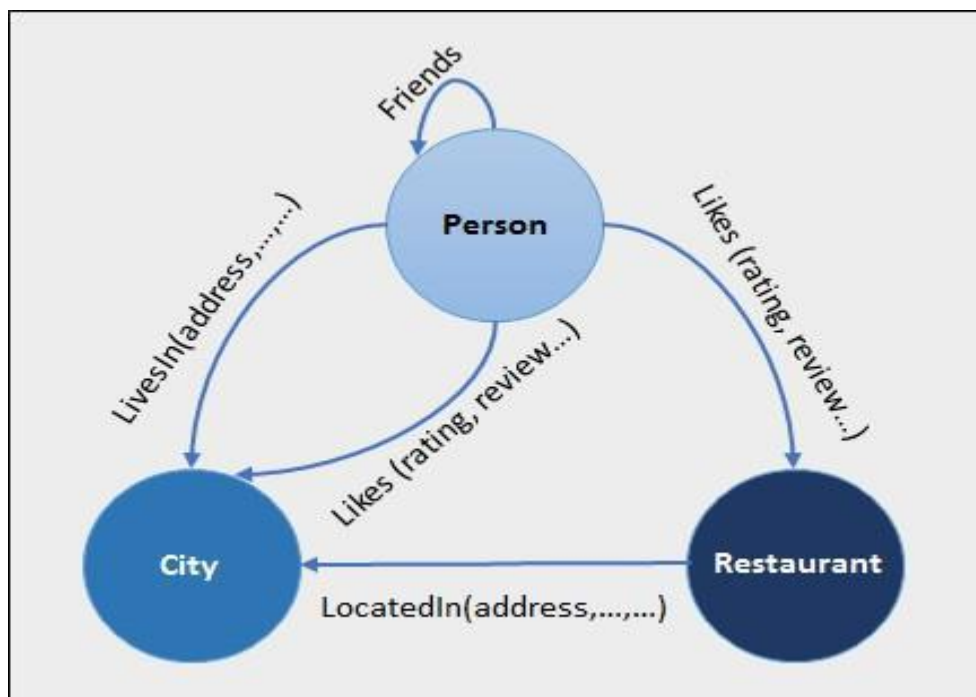 Friends
Person
LivesIn(address,...,...)
Likes (rating, review...)
Likes (rating, review...)
City
Restaurant
LocatedIn(address,...,...)